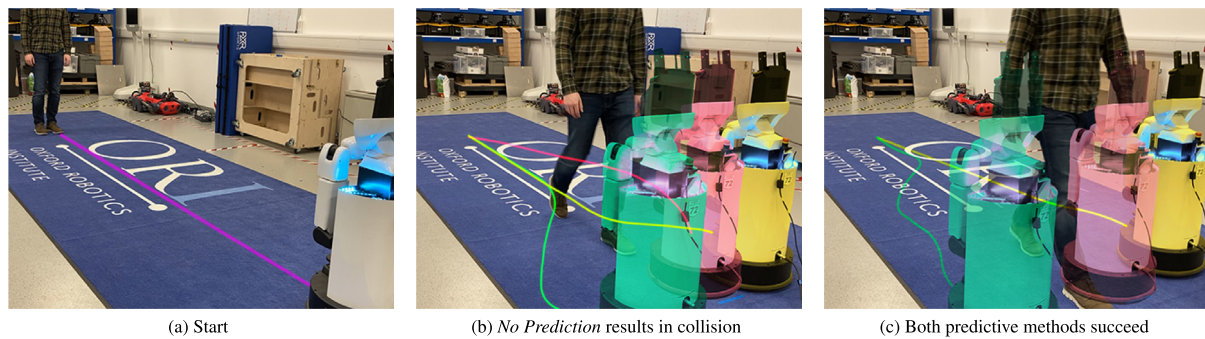 ORI
OXFORD ROBOTICS
INSTITUTE
(a) Start
(b) No Prediction results in collision
(c) Both predictive methods succeed